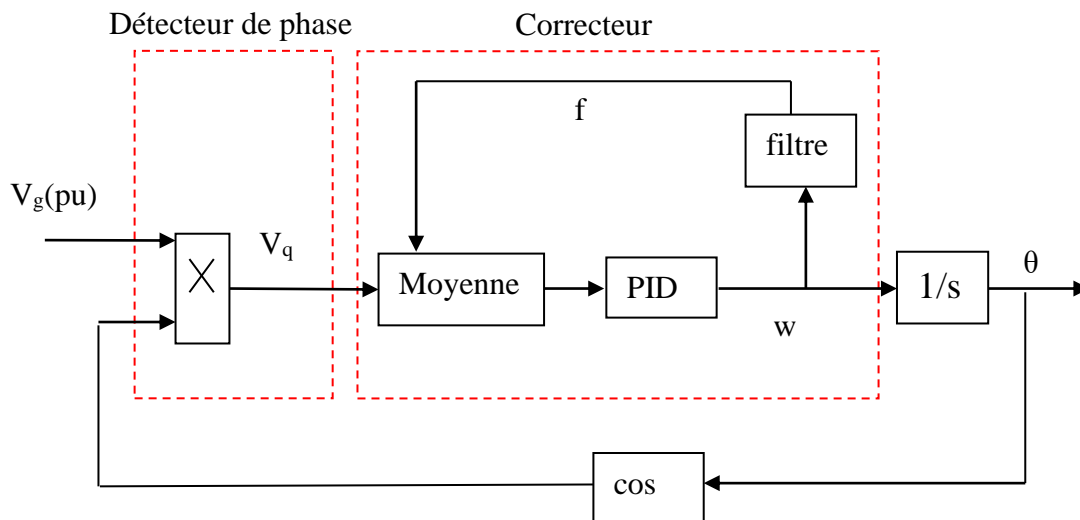 Détecteur de phase
Correcteur
f
filtre
Vg(pu)
Vq
Moyenne
PID
w
1/s
θ
cos